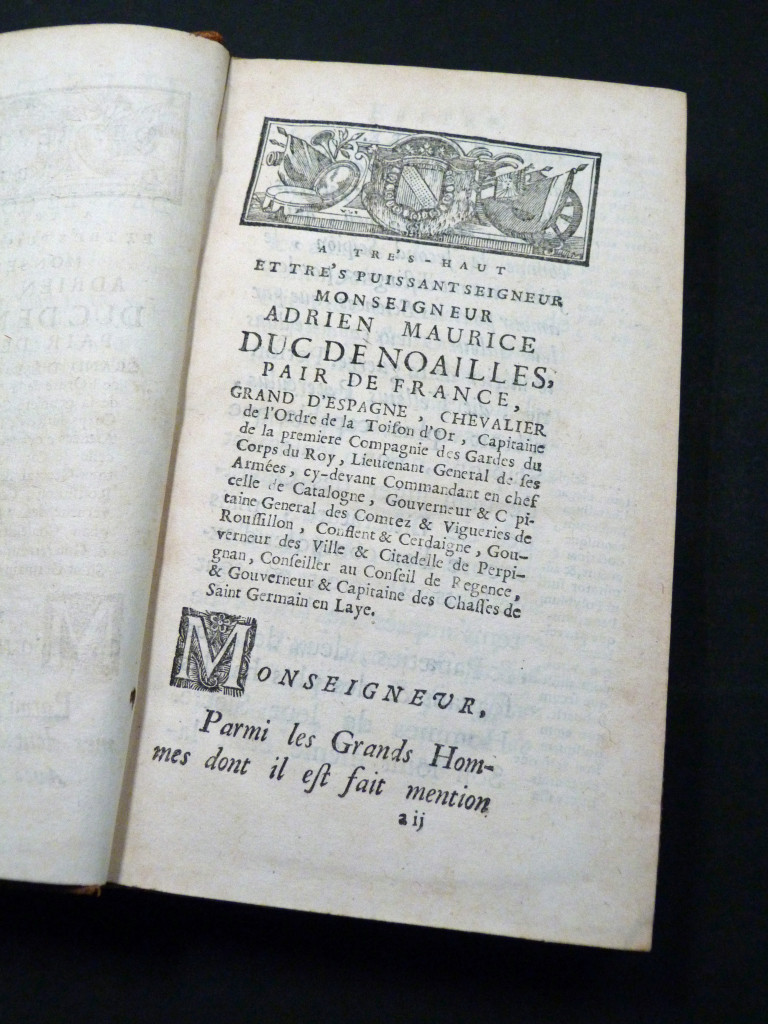 A TRE'S-HAUT
ET TRE'S PUISSANT SEIGNEUR
MONSEIGNEUR
ADRIEN MAURICE
DUC DE NOAILLES,
PAIR DE FRANCE,
GRAND D'ESPAGNE, CHEVALIER
de l'Ordre de la Toiſon d'Or, Capitaine
de la premiere Compagnie des Gardes du
Corps du Roy, Lieutenant General de ſes
Armées, cy-devant Commandant en chef
celle de Catalogne, Gouverneur & C pi-
taine General des Comtez & Vigueries de
Rouſſillon, Conflent & Cerdaigne, Gou-
verneur des Ville & Citadelle de Perpi-
gnan, Conſeiller au Conſeil de Regence,
& Gouverneur & Capitaine des Chaſſes de
Saint Germain en Laye.
MONSEIGNEUR,
Parmi les Grands Hom-
mes dont il eſt fait mention
a ij